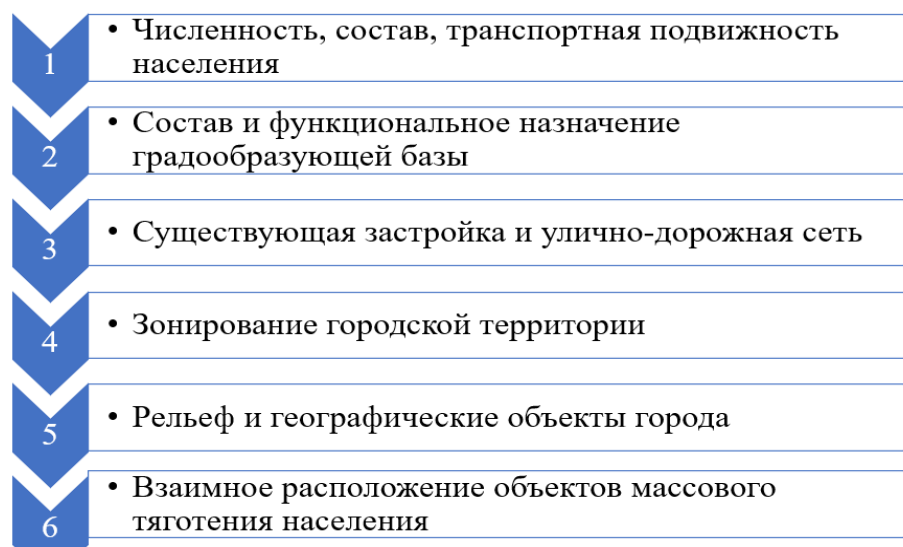 1
• Численность, состав, транспортная подвижность
населения
2
• Состав и функциональное назначение
градообразующей базы
3
• Существующая застройка и улично-дорожная сеть
4
• Зонирование городской территории
5
• Рельеф и географические объекты города
6
• Взаимное расположение объектов массового
тяготения населения